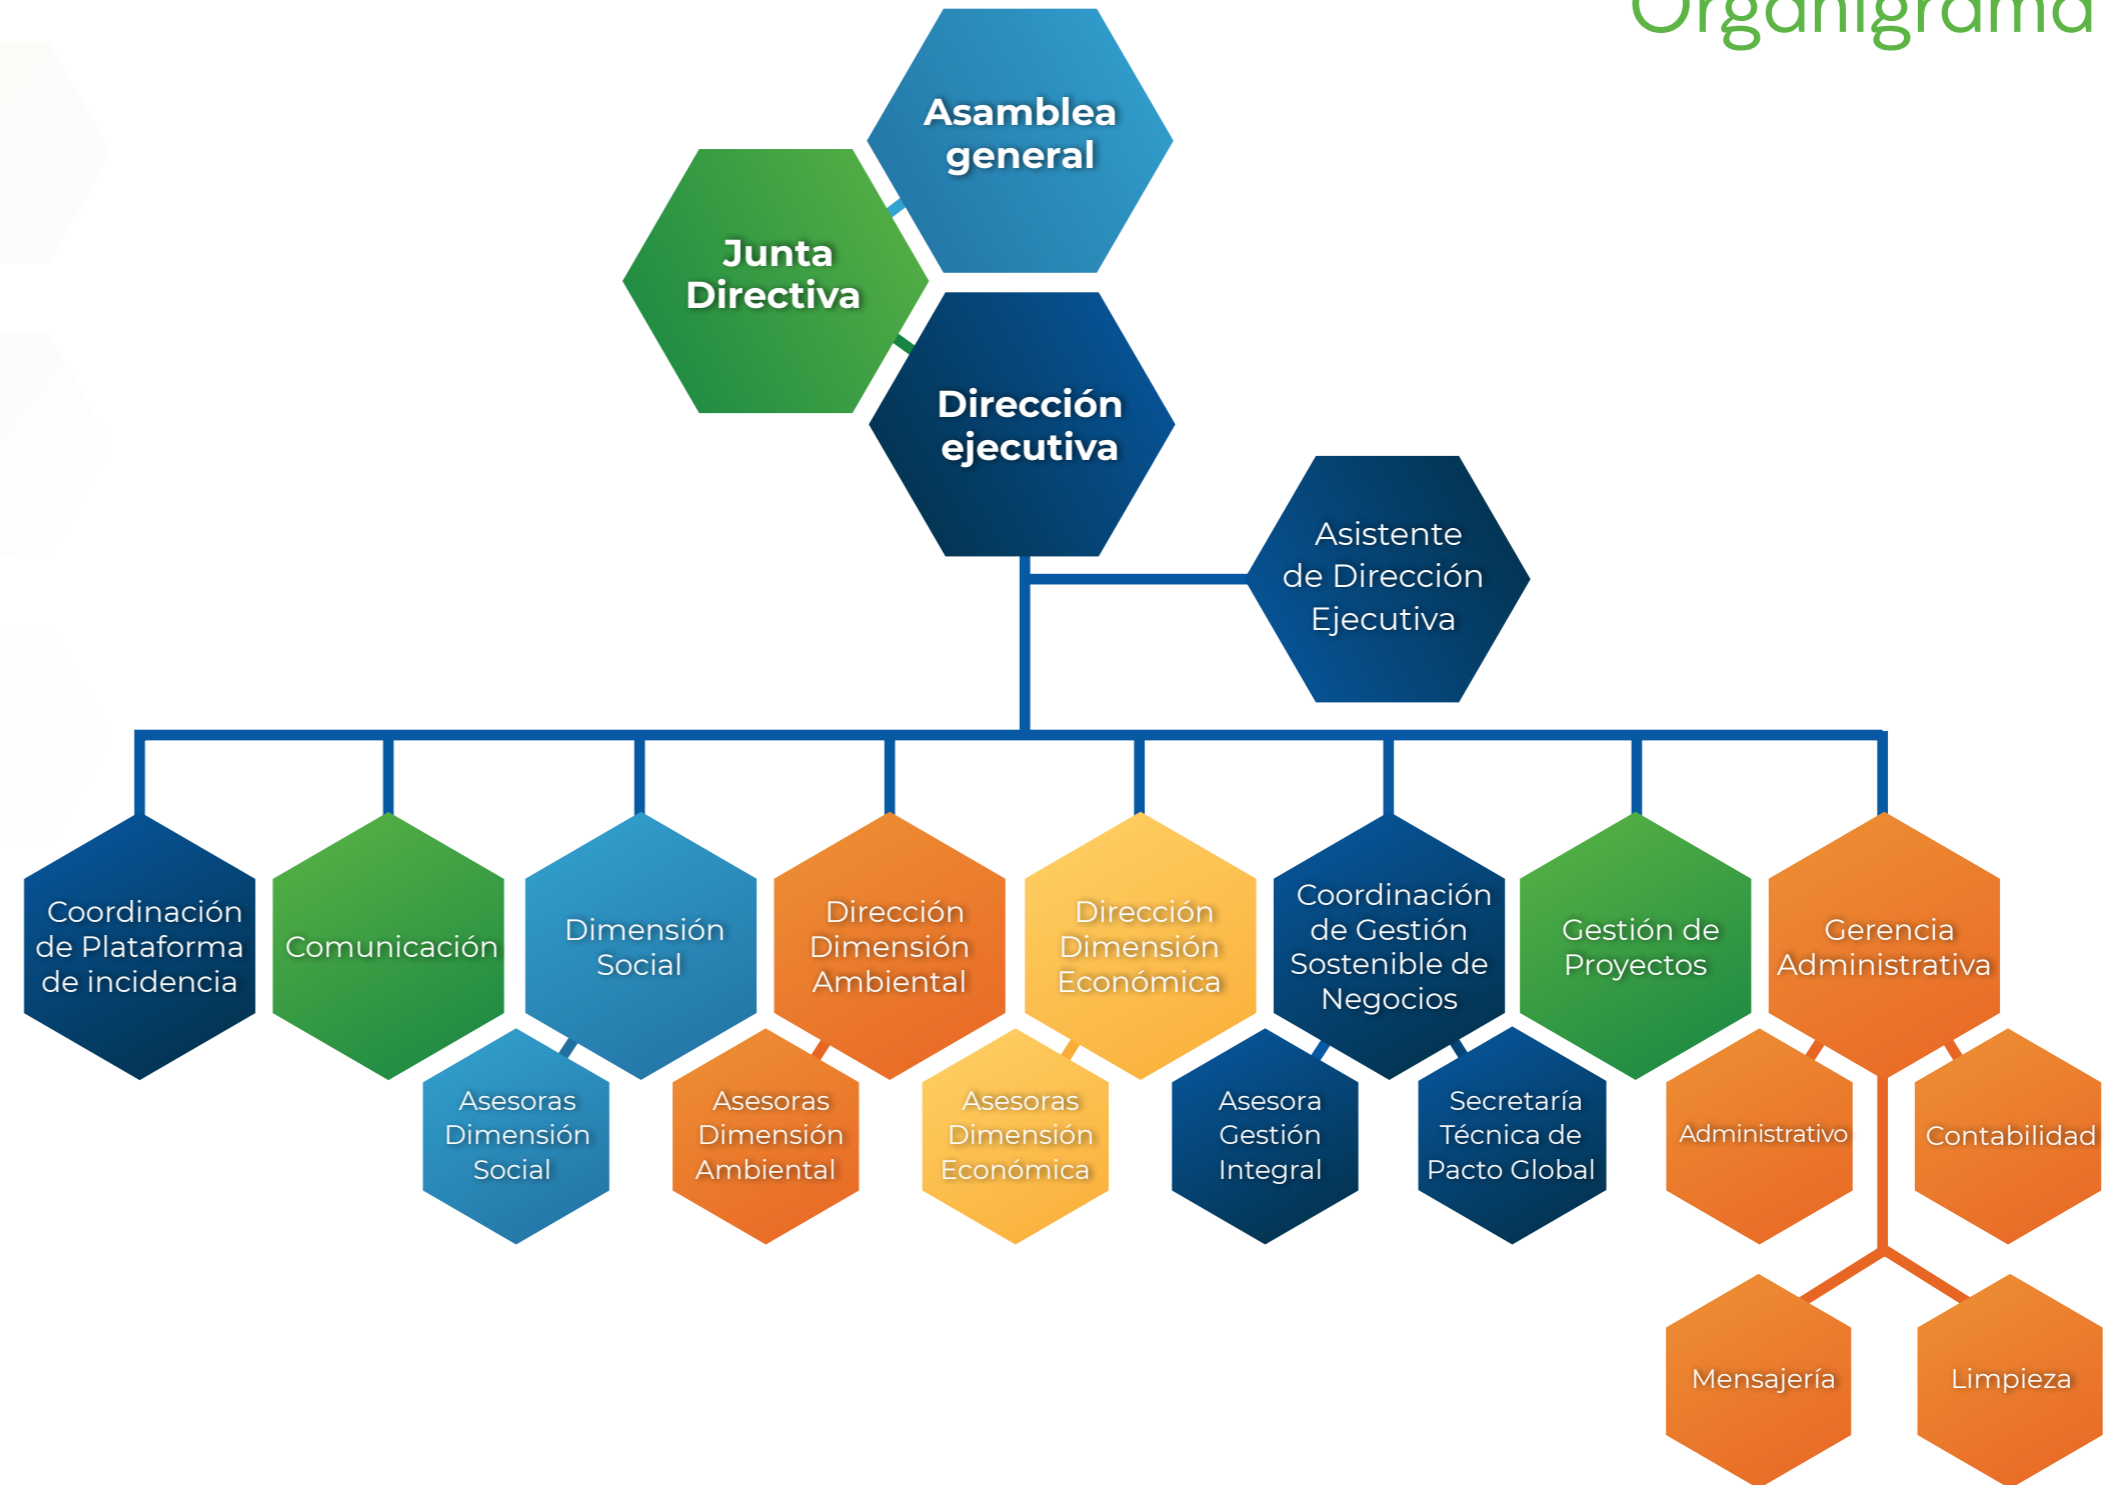 Organigrama
Asamblea
general
Junta
Directiva
Dirección
ejecutiva
Asistente
de Dirección
Ejecutiva
Coordinación
de Plataforma
de incidencia
Comunicación
Dimensión
Social
Dirección
Dimensión
Ambiental
Dirección
Dimensión
Económica
Coordinación
de Gestión
Sostenible de
Negocios
Gestión de
Proyectos
Gerencia
Administrativa
Asesoras
Dimensión
Social
Asesoras
Dimensión
Ambiental
Asesoras
Dimensión
Económica
Asesora
Gestión
Integral
Secretaría
Técnica de
Pacto Global
Administrativo
Contabilidad
Mensajería
Limpieza